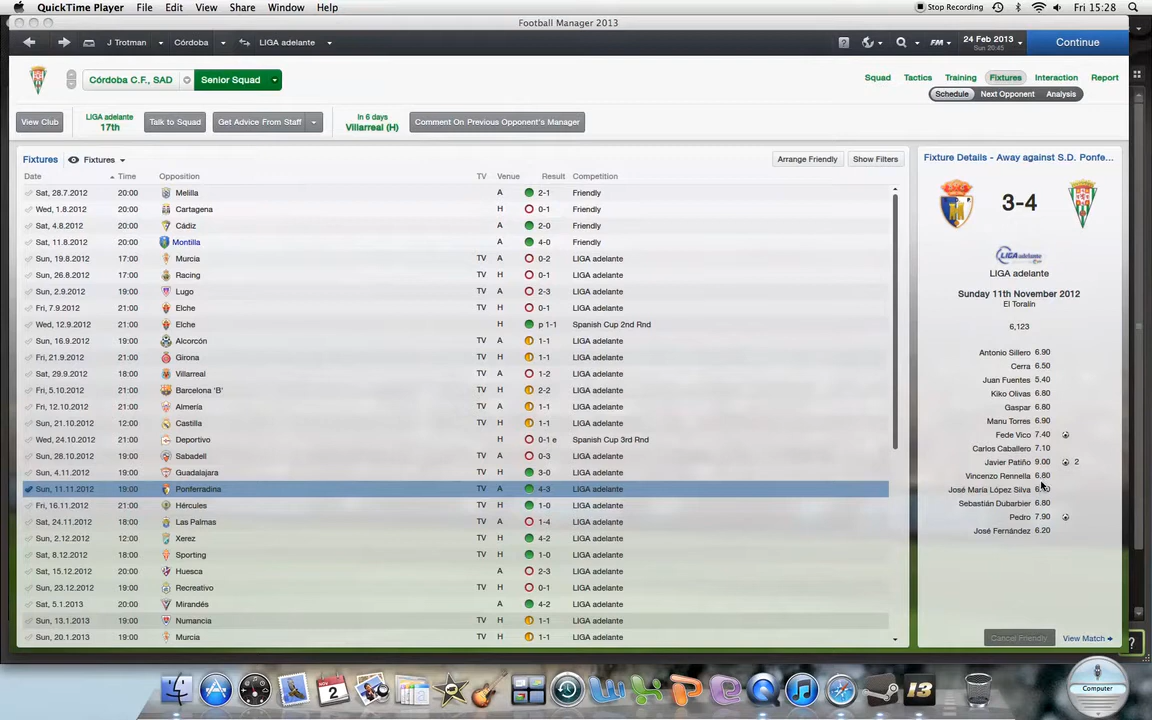 QuickTime Player File Edit View Share Window Help Stop Recording Fri 15:28
Football Manager 2013
J Trotman Córdoba LIGA adelante ? FM 24 Feb 2013 Continue
Sun 20:45
Córdoba C.F., SAD Senior Squad Squad Tactics Training Fixtures Interaction Report
Schedule Next Opponent Analysis
View Club LIGA adelante 17th Talk to Squad Get Advice From Staff In 6 days Villarreal (H) Comment On Previous Opponent's Manager
Fixtures Fixtures Arrange Friendly Show Filters
Date Time Opposition TV Venue Result Competition
Sat, 28.7.2012 20:00 Melilla A 2-1 Friendly
Wed, 1.8.2012 20:00 Cartagena H 0-1 Friendly
Sat, 4.8.2012 20:00 Cádiz A 2-0 Friendly
Sat, 11.8.2012 20:00 Montilla A 4-0 Friendly
Sun, 19.8.2012 17:00 Murcia TV A 0-2 LIGA adelante
Sun, 26.8.2012 17:00 Racing TV H 0-1 LIGA adelante
Sun, 2.9.2012 19:00 Lugo TV A 2-3 LIGA adelante
Fri, 7.9.2012 21:00 Elche TV H 0-1 LIGA adelante
Wed, 12.9.2012 21:00 Elche H p 1-1 Spanish Cup 2nd Rnd
Sun, 16.9.2012 19:00 Alcorcón TV A 1-1 LIGA adelante
Fri, 21.9.2012 21:00 Girona TV H 1-1 LIGA adelante
Sat, 29.9.2012 18:00 Villarreal TV A 1-2 LIGA adelante
Fri, 5.10.2012 21:00 Barcelona 'B' TV H 2-2 LIGA adelante
Fri, 12.10.2012 21:00 Almería TV A 1-1 LIGA adelante
Sun, 21.10.2012 12:00 Castilla TV H 1-1 LIGA adelante
Wed, 24.10.2012 21:00 Deportivo H 0-1 e Spanish Cup 3rd Rnd
Sun, 28.10.2012 19:00 Sabadell TV A 0-3 LIGA adelante
Sun, 4.11.2012 19:00 Guadalajara TV H 3-0 LIGA adelante
Sun, 11.11.2012 19:00 Ponferradina TV A 4-3 LIGA adelante
Fri, 16.11.2012 21:00 Hércules TV H 1-0 LIGA adelante
Sat, 24.11.2012 18:00 Las Palmas TV A 1-4 LIGA adelante
Sun, 2.12.2012 12:00 Xerez TV H 4-2 LIGA adelante
Sat, 8.12.2012 18:00 Sporting TV H 1-0 LIGA adelante
Sat, 15.12.2012 20:00 Huesca A 2-3 LIGA adelante
Sun, 23.12.2012 19:00 Recreativo TV H 0-1 LIGA adelante
Sat, 5.1.2013 20:00 Mirandés A 4-2 LIGA adelante
Sun, 13.1.2013 19:00 Numancia TV H 1-1 LIGA adelante
Sun, 20.1.2013 19:00 Murcia TV H 1-1 LIGA adelante
Fixture Details - Away against S.D. Ponfe...
3-4
LIGA adelante
LIGA adelante
Sunday 11th November 2012
El Toralín
6,123
Antonio Sillero 6.90
Cerra 6.50
Juan Fuentes 5.40
Kiko Olivas 6.80
Gaspar 6.80
Manu Torres 6.90
Fede Vico 7.40
Carlos Caballero 7.10
Javier Patiño 9.00 2
Vincenzo Rennella 6.80
José María López Silva
Sebastián Dubarbier 6.80
Pedro 7.90
José Fernández 6.20
Cancel Friendly View Match
?
NOV 2 13
Computer